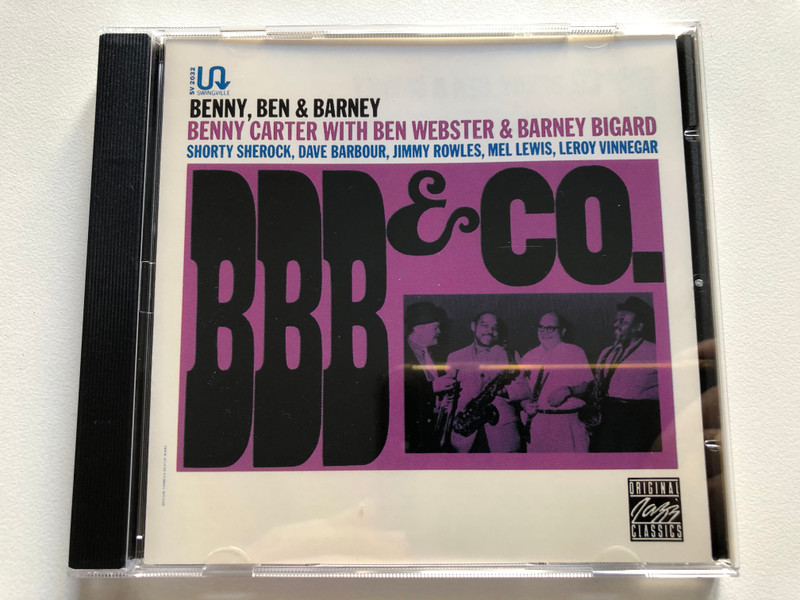 SV 2032
SWINGVILLE
BENNY, BEN & BARNEY
BENNY CARTER WITH BEN WEBSTER & BARNEY BIGARD
SHORTY SHEROCK, DAVE BARBOUR, JIMMY ROWLES, MEL LEWIS, LEROY VINNEGAR
BBB & CO.
ORIGINAL
Jazz
CLASSICS